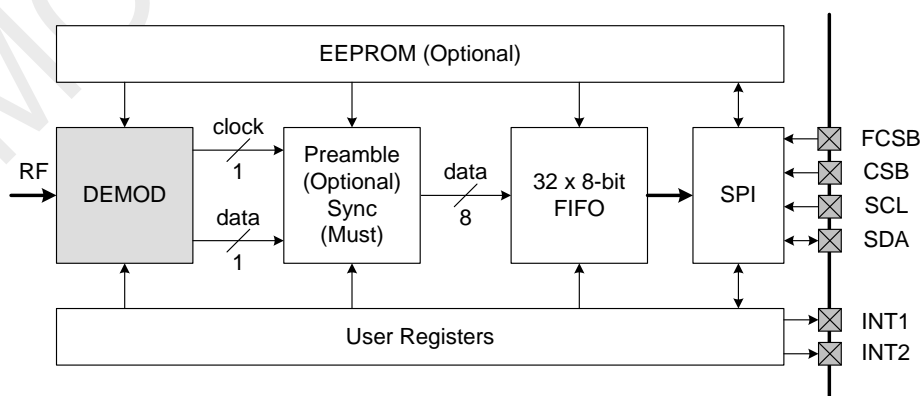 EEPROM (Optional)
RF
DEMOD
clock
1
data
1
Preamble
(Optional)
Sync
(Must)
data
8
32 x 8-bit
FIFO
SPI
FCSB
CSB
SCL
SDA
User Registers
INT1
INT2